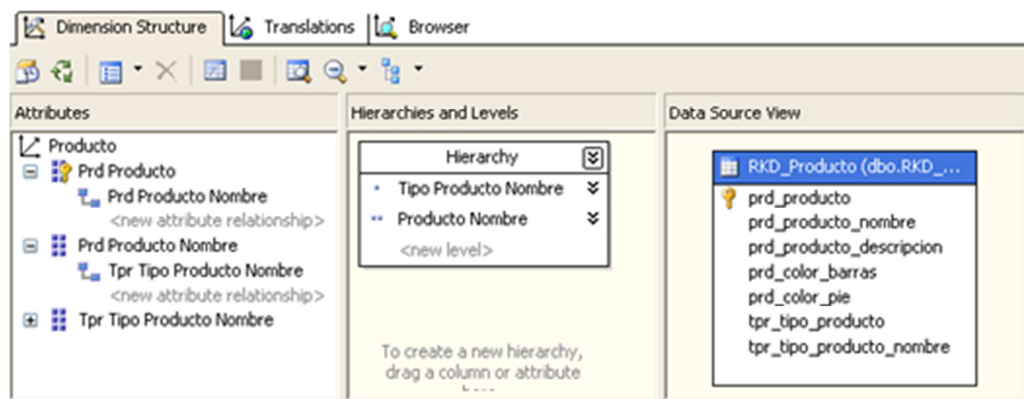 Dimension Structure Translations Browser
Attributes
Producto
Prd Producto
Prd Producto Nombre
<new attribute relationship>
Prd Producto Nombre
Tpr Tipo Producto Nombre
<new attribute relationship>
Tpr Tipo Producto Nombre
Hierarchies and Levels
Hierarchy
Tipo Producto Nombre
Producto Nombre
<new level>
To create a new hierarchy,
drag a column or attribute
Data Source View
RKD_Producto (dbo.RKD_...
prd_producto
prd_producto_nombre
prd_producto_descripcion
prd_color_barras
prd_color_pie
tpr_tipo_producto
tpr_tipo_producto_nombre